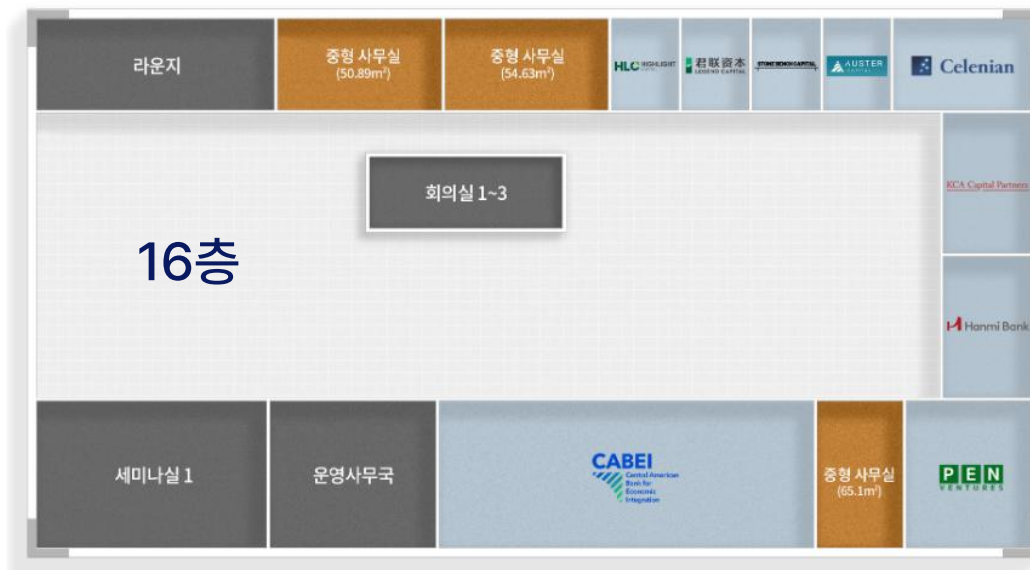 라운지
중형 사무실
(50.89m²)
중형 사무실
(54.63m²)
HLC HIGHLIGHT
君联资本
LEGEND CAPITAL
STONE BENCH CAPITAL
AUSTER
CAPITAL
Celenian
회의실 1~3
KCA Capital Partners
16층
Hanmi Bank
세미나실 1
운영사무국
CABEI
Central American
Bank for
Economic
Integration
중형 사무실
(65.1m²)
PEN
VENTURES